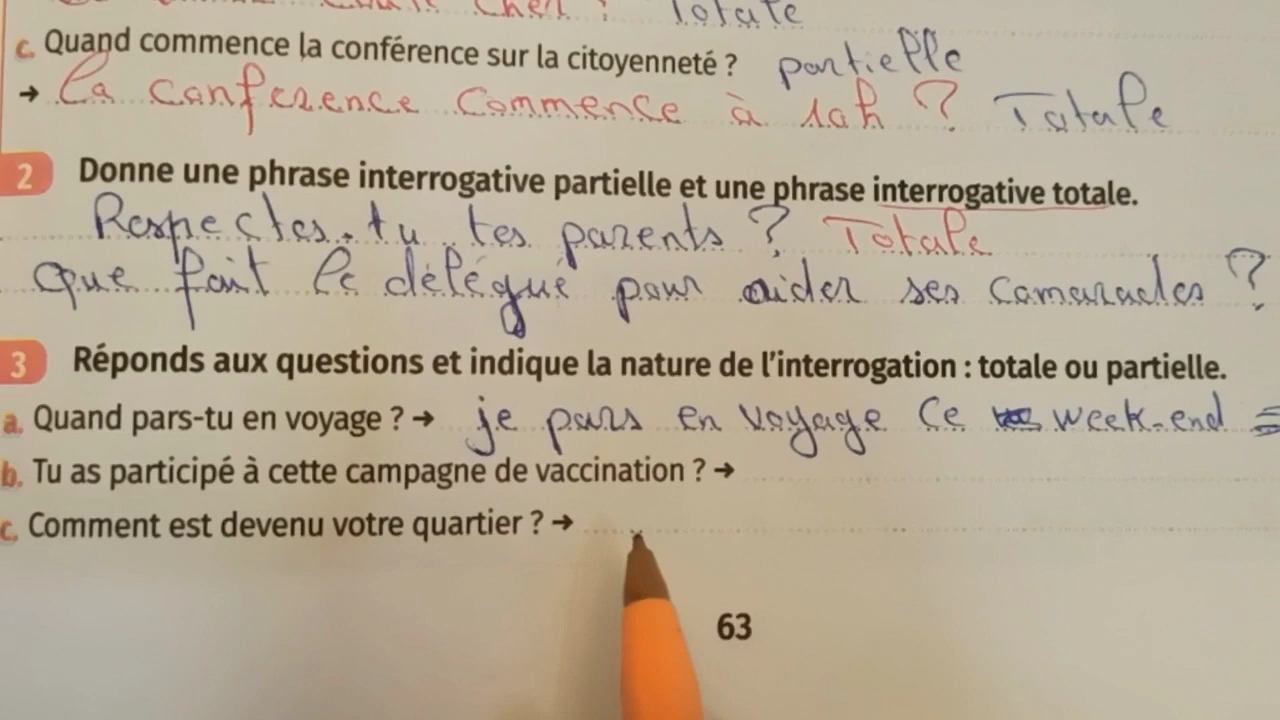 Totale
c. Quand commence la conférence sur la citoyenneté ? partielle
→ la conference commence à 10h ? Totale
2 Donne une phrase interrogative partielle et une phrase interrogative totale.
Respectes-tu tes parents ? Totale
que fait le délégué pour aider ses camarades ?
3 Réponds aux questions et indique la nature de l'interrogation : totale ou partielle.
a. Quand pars-tu en voyage ? → je pars en voyage ce week-end =
b. Tu as participé à cette campagne de vaccination ? →
c. Comment est devenu votre quartier ? →
63